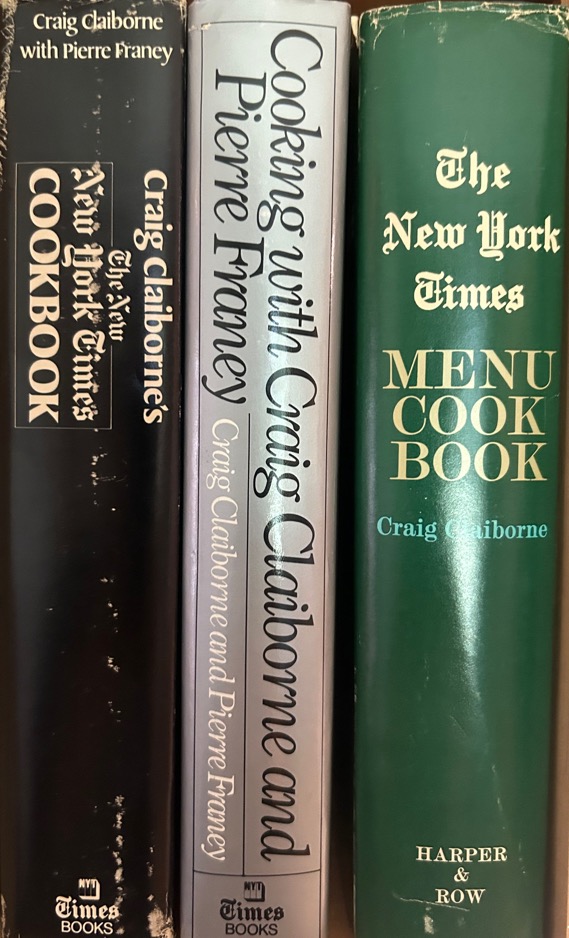 Craig Claiborne
with Pierre Franey
Craig Claiborne's
The New
New York Times
COOKBOOK
NYT
Times
BOOKS
Cooking with Craig Claiborne and
Pierre Franey
Craig Claiborne and Pierre Franey
NYT
Times
BOOKS
The
New York
Times
MENU
COOK
BOOK
Craig Claiborne
HARPER
&
ROW